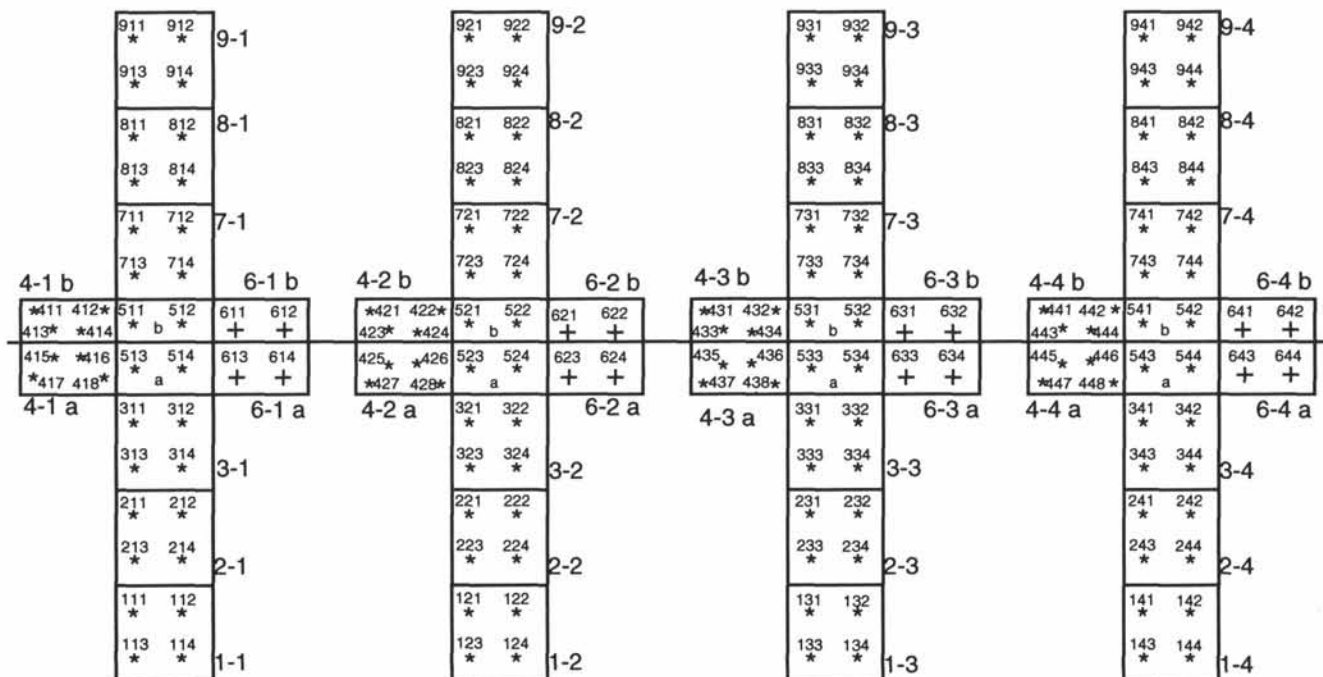 911 912 9-1 921 922 9-2 931 932 9-3 941 942 9-4
913 914 923 924 933 934 943 944
811 812 8-1 821 822 8-2 831 832 8-3 841 842 8-4
813 814 823 824 833 834 843 844
711 712 7-1 721 722 7-2 731 732 7-3 741 742 7-4
713 714 723 724 733 734 743 744
4-1 b 6-1 b 4-2 b 6-2 b 4-3 b 6-3 b 4-4 b 6-4 b
*411 412* 511 512 611 612 *421 422* 521 522 621 622 *431 432* 531 532 631 632 *441 442* 541 542 641 642
413* *414 b 423* *424 b 433* *434 b 443* *444 b
415* *416 513 514 613 614 425* *426 523 524 623 624 435* *436 533 534 633 634 445* *446 543 544 643 644
*417 418* a *427 428* a *437 438* a *447 448* a
4-1 a 6-1 a 4-2 a 6-2 a 4-3 a 6-3 a 4-4 a 6-4 a
311 312 321 322 331 332 341 342
313 314 3-1 323 324 3-2 333 334 3-3 343 344 3-4
211 212 221 222 231 232 241 242
213 214 2-1 223 224 2-2 233 234 2-3 243 244 2-4
111 112 121 122 131 132 141 142
113 114 1-1 123 124 1-2 133 134 1-3 143 144 1-4